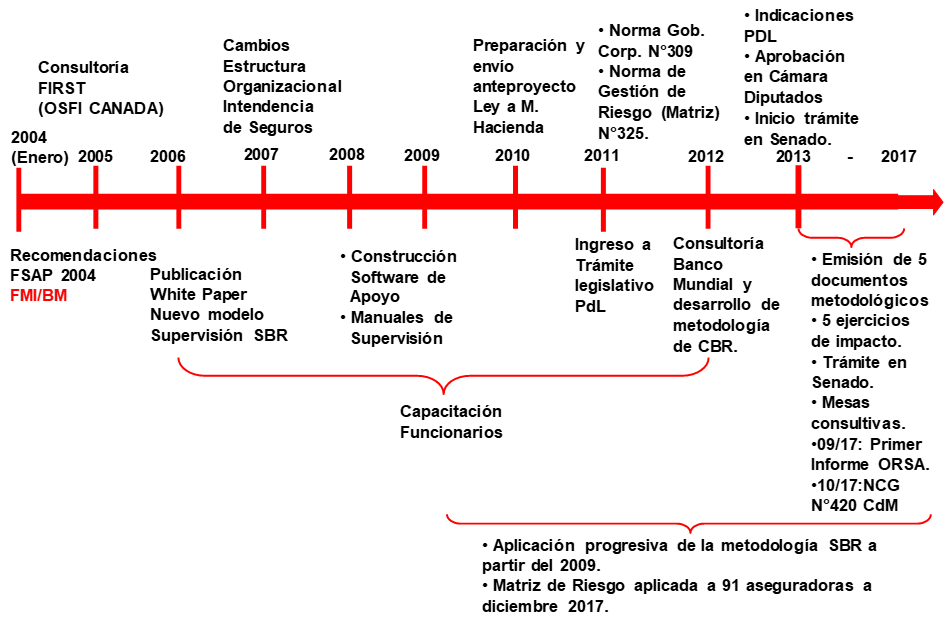 Consultoría
FIRST
(OSFI CANADA)
Cambios
Estructura
Organizacional
Intendencia
de Seguros
Preparación y
envío
anteproyecto
Ley a M.
Hacienda
• Norma Gob.
Corp. N°309
• Norma de
Gestión de
Riesgo (Matriz)
N°325.
• Indicaciones
PDL
• Aprobación
en Cámara
Diputados
• Inicio trámite
en Senado.
2004
(Enero)
2005
2006
2007
2008
2009
2010
2011
2012
2013 - 2017
Recomendaciones
FSAP 2004
FMI/BM
Publicación
White Paper
Nuevo modelo
Supervisión SBR
• Construcción
Software de
Apoyo
• Manuales de
Supervisión
Ingreso a
Trámite
legislativo
PdL
Consultoría
Banco
Mundial y
desarrollo de
metodología
de CBR.
• Emisión de 5
documentos
metodológicos
• 5 ejercicios
de impacto.
• Trámite en
Senado.
• Mesas
consultivas.
•09/17: Primer
Informe ORSA.
•10/17:NCG
N°420 CdM
Capacitación
Funcionarios
• Aplicación progresiva de la metodología SBR a
partir del 2009.
• Matriz de Riesgo aplicada a 91 aseguradoras a
diciembre 2017.